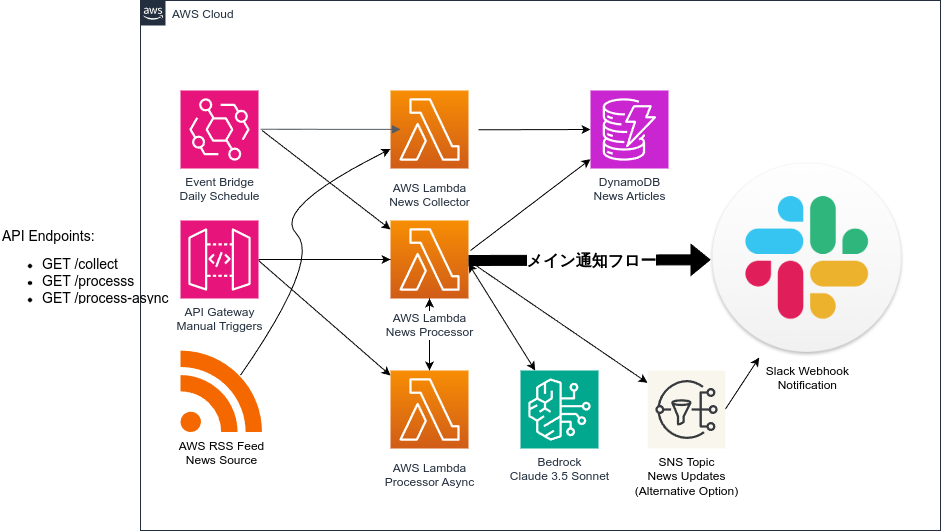 aws
AWS Cloud
Event Bridge
Daily Schedule
AWS Lambda
News Collector
DynamoDB
News Articles
API Endpoints:
• GET /collect
• GET /processs
• GET /process-async
API Gateway
Manual Triggers
AWS Lambda
News Processor
メイン通知フロー
Slack Webhook
Notification
AWS RSS Feed
News Source
AWS Lambda
Processor Async
Bedrock
Claude 3.5 Sonnet
SNS Topic
News Updates
(Alternative Option)